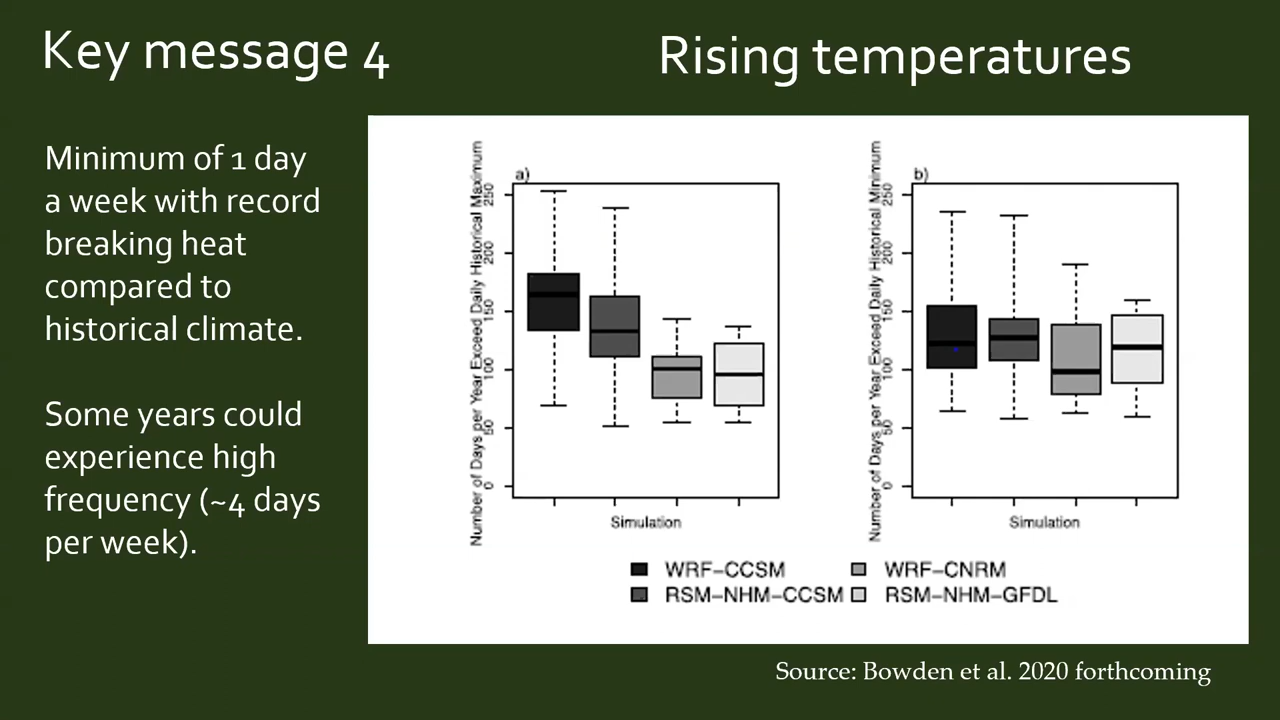 Key message 4
Rising temperatures
Minimum of 1 day
a week with record
breaking heat
compared to
historical climate.
Some years could
experience high
frequency (~4 days
per week).
a)
Number of Days per Year Exceed Daily Historical Maximum
250
200
150
100
50
0
Simulation
b)
Number of Days per Year Exceed Daily Historical Minimum
250
200
150
100
50
0
Simulation
WRF–CCSM
WRF–CNRM
RSM–NHM–CCSM
RSM–NHM–GFDL
Source: Bowden et al. 2020 forthcoming